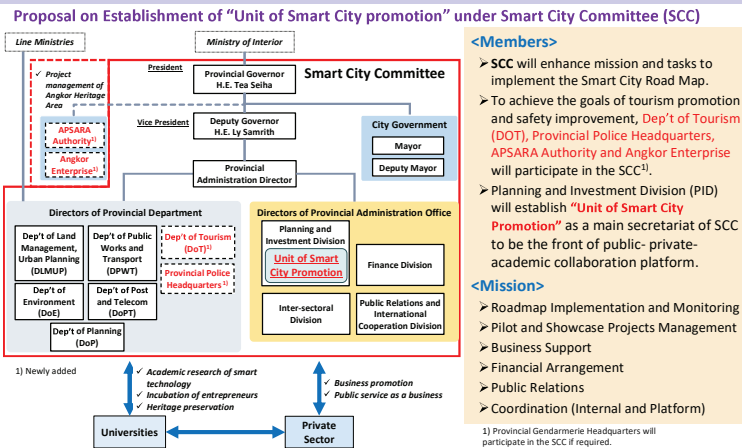 Proposal on Establishment of “Unit of Smart City promotion” under Smart City Committee (SCC)
Line Ministries
Ministry of Interior
✓ Project
management of
Angkor Heritage
Area
President
Provincial Governor
H.E. Tea Seiha
Smart City Committee
APSARA
Authority1)
Angkor
Enterprise1)
Vice President
Deputy Governor
H.E. Ly Samrith
City Government
Mayor
Deputy Mayor
Provincial
Administration Director
Directors of Provincial Department
Dep’t of Land
Management,
Urban Planning
(DLMUP)
Dep’t of Public
Works and
Transport
(DPWT)
Dep’t of Tourism
(DoT)1)
Provincial Police
Headquarters1)
Dep’t of
Environment
(DoE)
Dep’t of Post
and Telecom
(DoPT)
Dep’t of Planning
(DoP)
Directors of Provincial Administration Office
Planning and
Investment Division
Unit of Smart
City Promotion
Finance Division
Inter-sectoral
Division
Public Relations and
International
Cooperation Division
1) Newly added
✓ Academic research of smart
technology
✓ Incubation of entrepreneurs
✓ Heritage preservation
✓ Business promotion
✓ Public service as a business
Universities
Private
Sector
<Members>
➢ SCC will enhance mission and tasks to
implement the Smart City Road Map.
➢ To achieve the goals of tourism promotion
and safety improvement, Dep’t of Tourism
(DOT), Provincial Police Headquarters,
APSARA Authority and Angkor Enterprise
will participate in the SCC1).
➢ Planning and Investment Division (PID)
will establish “Unit of Smart City
Promotion” as a main secretariat of SCC
to be the front of public- private-
academic collaboration platform.
<Mission>
➢ Roadmap Implementation and Monitoring
➢ Pilot and Showcase Projects Management
➢ Business Support
➢ Financial Arrangement
➢ Public Relations
➢ Coordination (Internal and Platform)
1) Provincial Gendarmerie Headquarters will
participate in the SCC if required.